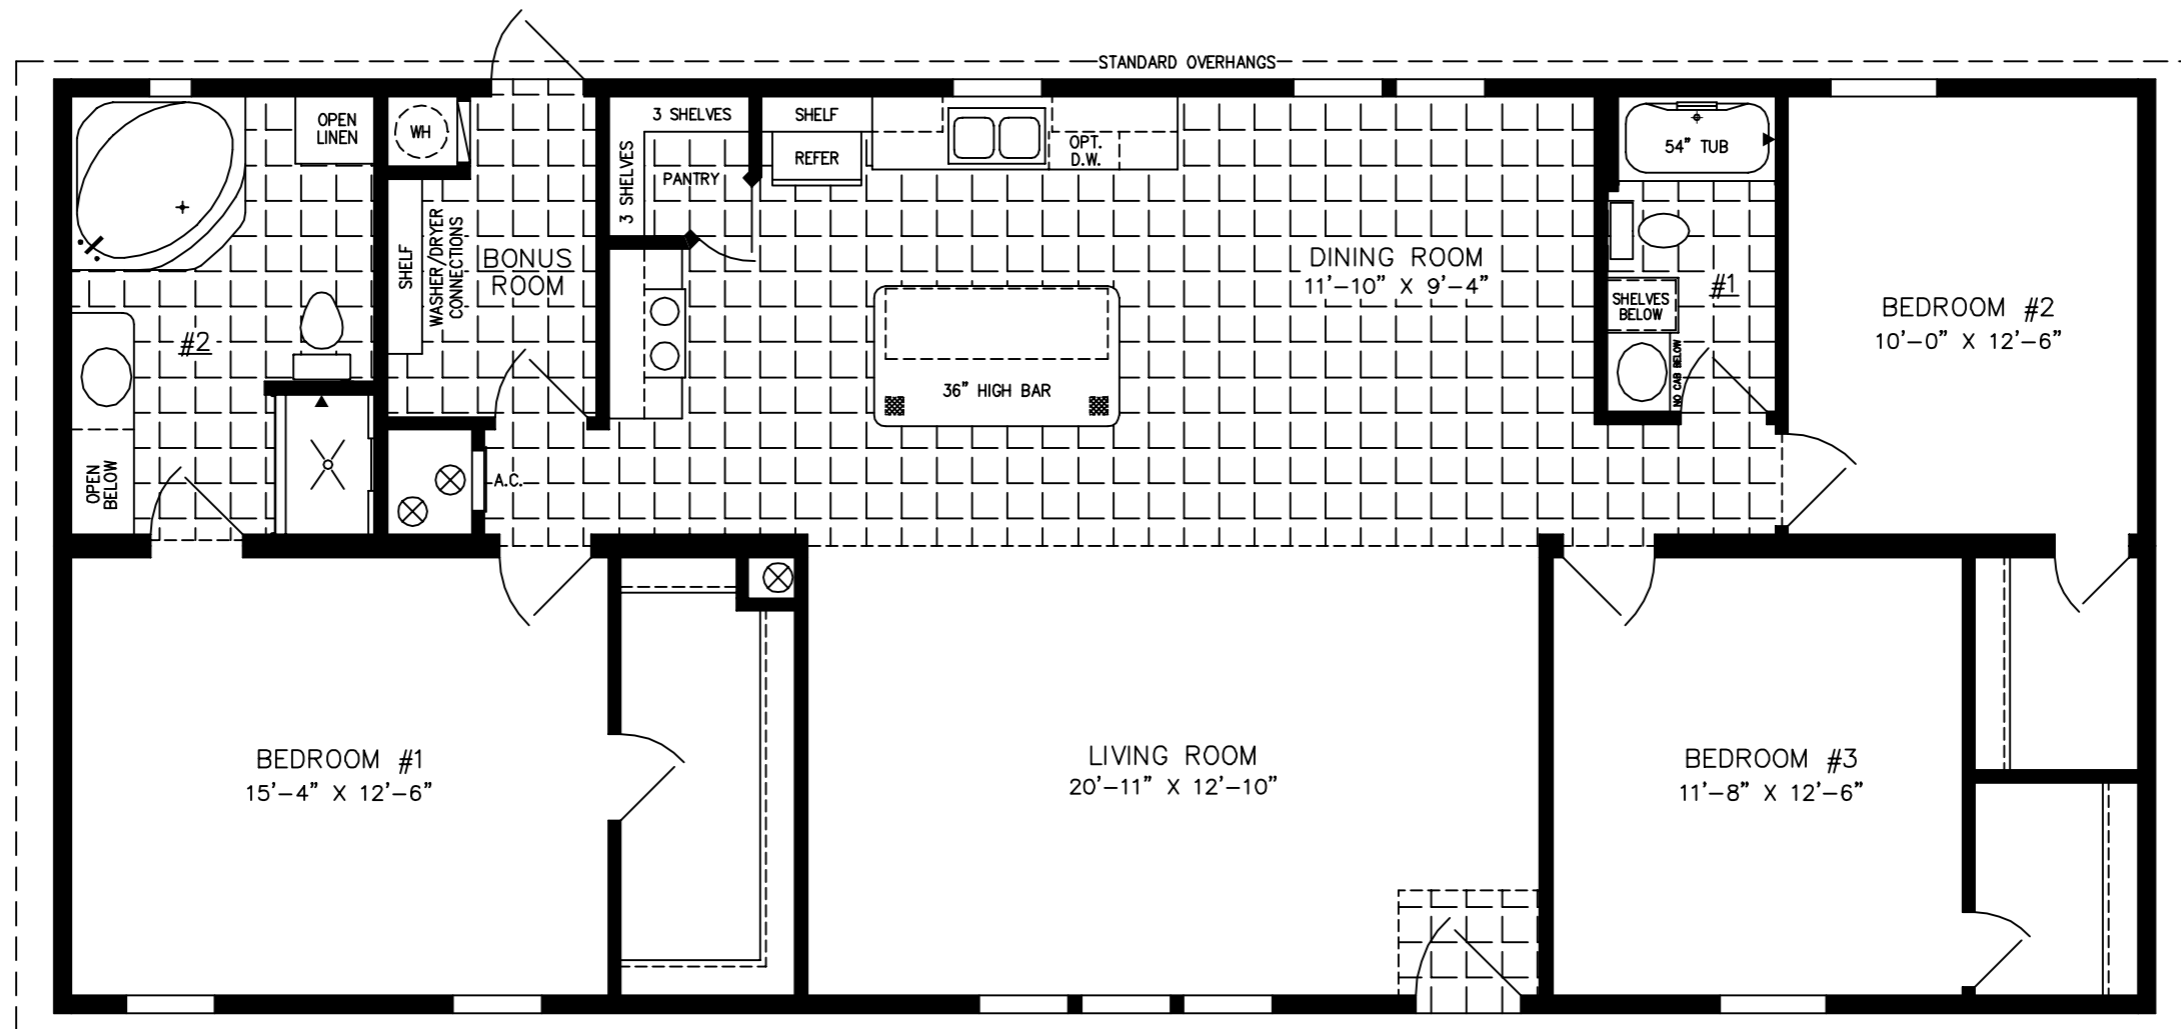 STANDARD OVERHANGS
OPEN
LINEN
WH
3 SHELVES
SHELF
OPT.
D.W.
54" TUB
REFER
3 SHELVES
PANTRY
SHELF
WASHER/DRYER
CONNECTIONS
BONUS
ROOM
DINING ROOM
11'-10" X 9'-4"
#1
SHELVES
BELOW
NO CAB BELOW
BEDROOM #2
10'-0" X 12'-6"
#2
36" HIGH BAR
OPEN
BELOW
A.C.
BEDROOM #1
15'-4" X 12'-6"
LIVING ROOM
20'-11" X 12'-10"
BEDROOM #3
11'-8" X 12'-6"